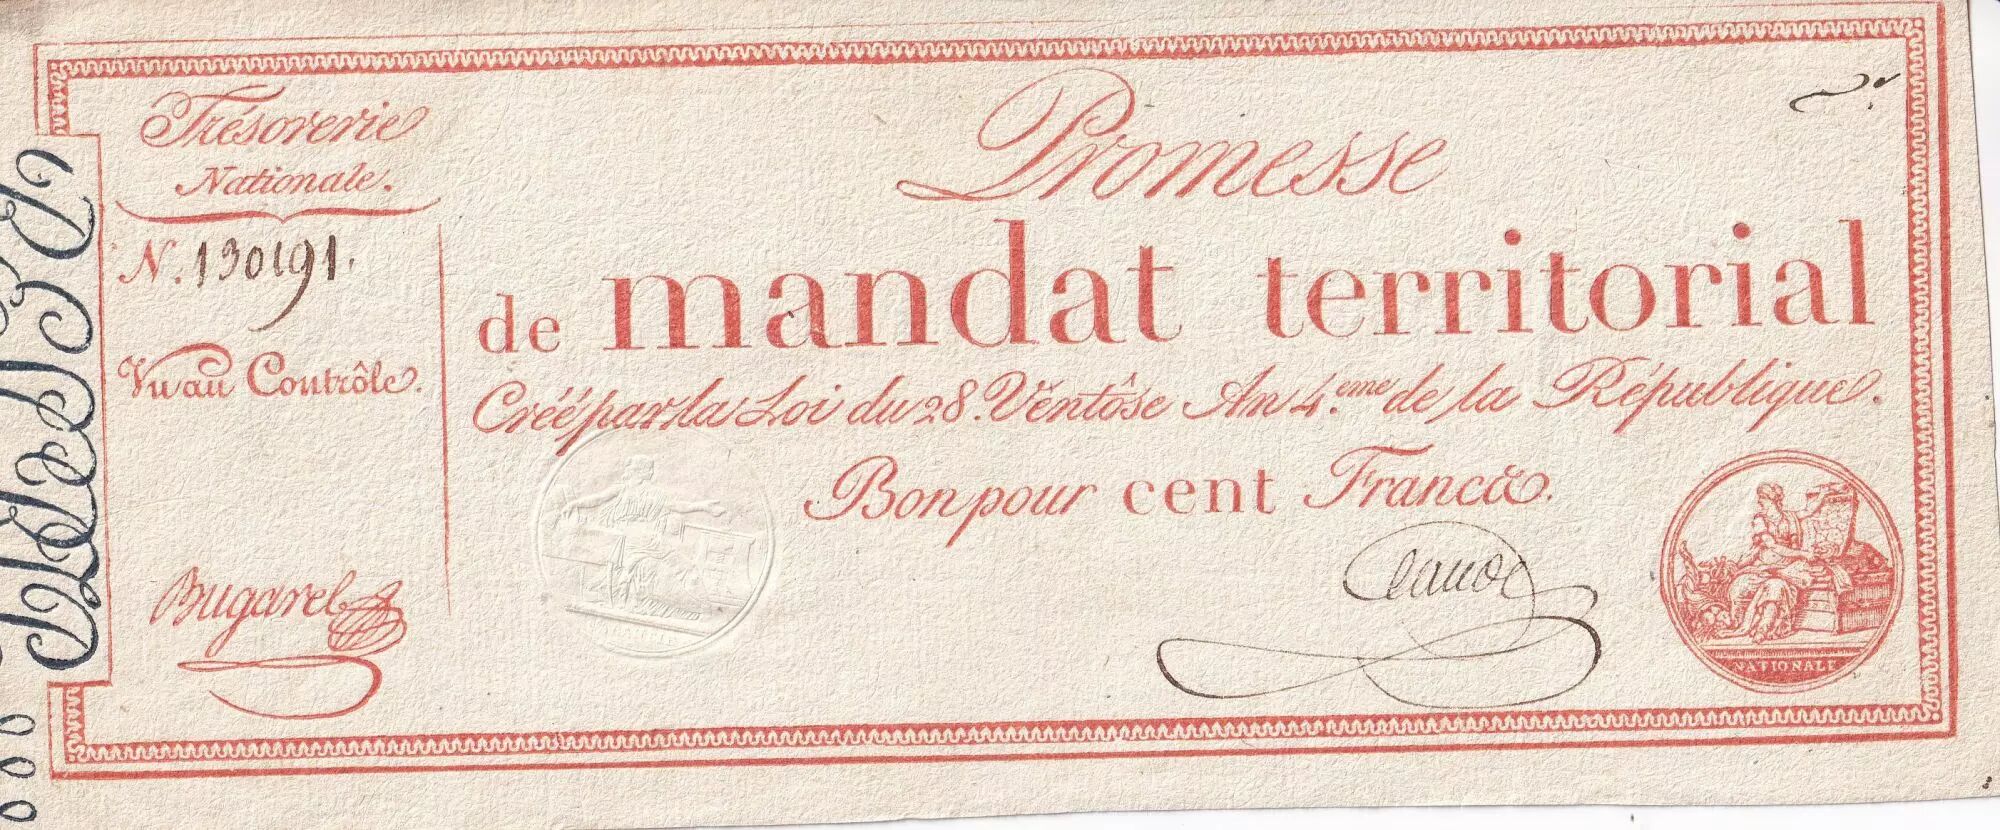 Trésorerie
Nationale.
N. 130191.
Vu au Contrôle.
Bugarel
Promesse
de mandat territorial
Créé par la Loi du 28. Ventôse An 4.eme de la République.
Bon pour cent Francs.
NATIONALE